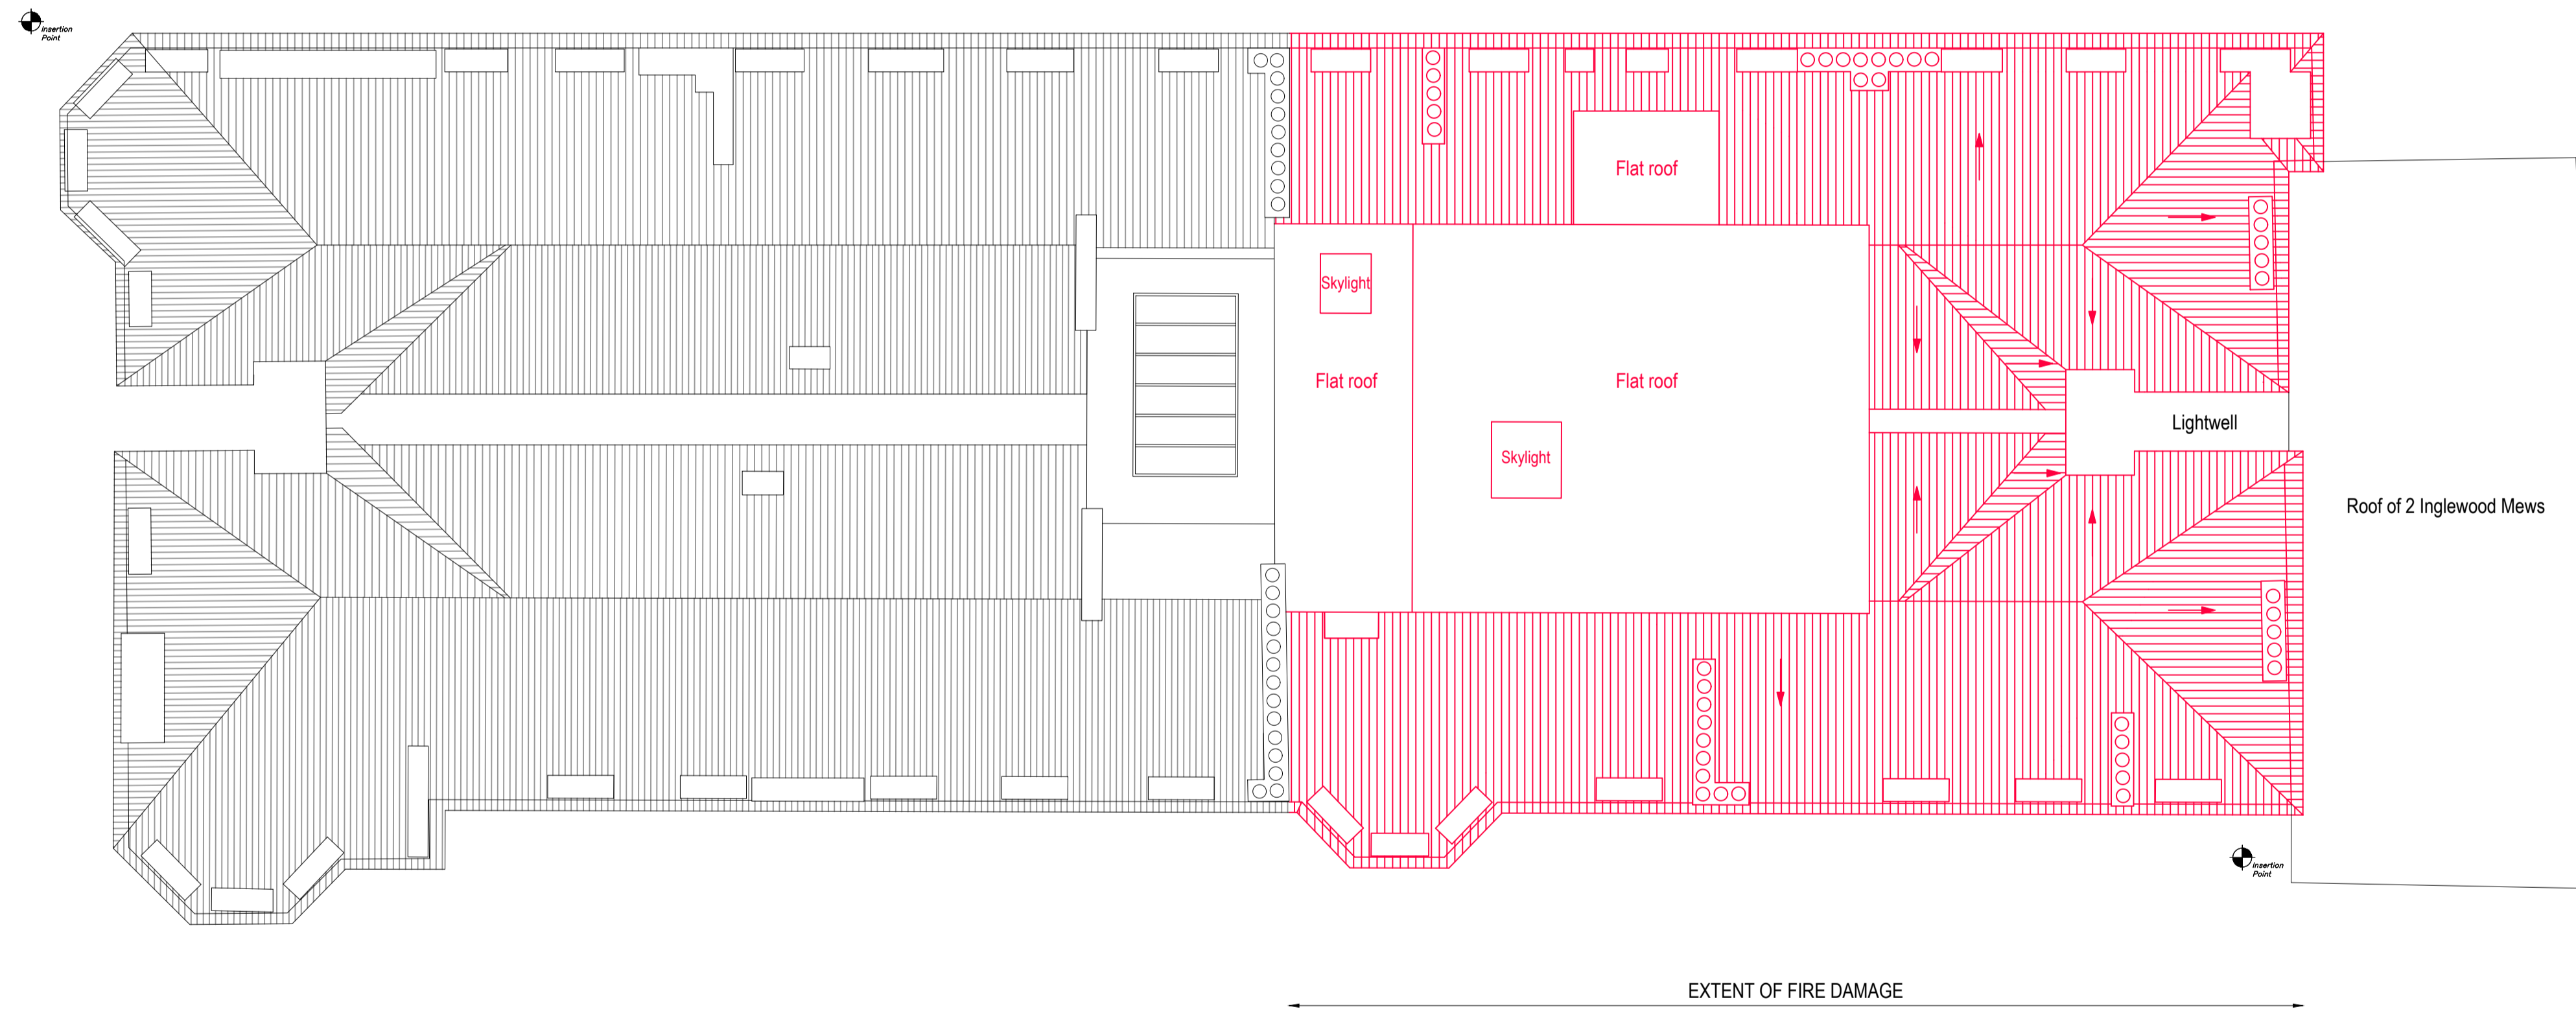 Insertion
Point
Flat roof
Skylight
Flat roof
Flat roof
Lightwell
Skylight
Roof of 2 Inglewood Mews
Insertion
Point
EXTENT OF FIRE DAMAGE